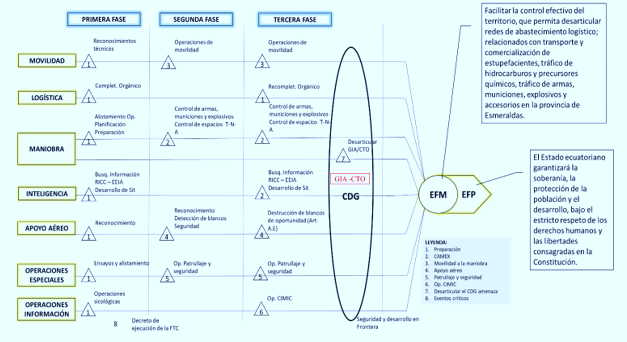 PRIMERA FASE
SEGUNDA FASE
TERCERA FASE
Facilitar la control efectivo del
territorio, que permita desarticular
redes de abastecimiento logístico;
relacionados con transporte y
comercialización de
estupefacientes, tráfico de
hidrocarburos y precursores
químicos, tráfico de armas,
municiones, explosivos y
accesorios en la provincia de
Esmeraldas.
MOVILIDAD
Reconocimientos
técnicos
1
Operaciones de
movilidad
3
Operaciones de
movilidad
3
LOGÍSTICA
Complet. Orgánico
1
Recomplet. Orgánico
1
MANIOBRA
Alistamiento Op.
Planificación
Preparación
1
Control de armas,
municiones y explosivos
Control de espacios T-N-
A
2
Control de armas,
municiones y explosivos
Control de espacios T-N-
A
2
Desarticular
GIA/CTO
7
GIA -CTO
CDG
EFM
EFP
El Estado ecuatoriano
garantizará la
soberanía, la
protección de la
población y el
desarrollo, bajo el
estricto respeto de los
derechos humanos y
las libertades
consagradas en la
Constitución.
INTELIGENCIA
Busq. Información
RICC – EEIA
Desarrollo de Sit
1
Busq. Información
RICC – EEIA
Desarrollo de Sit
2
APOYO AÉREO
Reconocimiento
1
Reconocimiento
Detección de blancos
Seguridad
4
Destrucción de blancos
de oportunidad (Art-
A.E)
4
OPERACIONES
ESPECIALES
Ensayos y alistamiento
1
Op. Patrullaje y
seguridad
5
Op. Patrullaje y
seguridad
5
OPERACIONES
INFORMACIÓN
Operaciones
sicológicas
1
Op. CIMIC
6
8
Decreto de
ejecución de la FTC
Seguridad y desarrollo en
Frontera
LEYENDA:
1. Preparación
2. CAMEX
3. Movilidad a la maniobra
4. Apoyo aéreo
5. Patrullaje y seguridad
6. Op. CIMIC
7. Desarticular el CDG amenaza
8. Eventos críticos